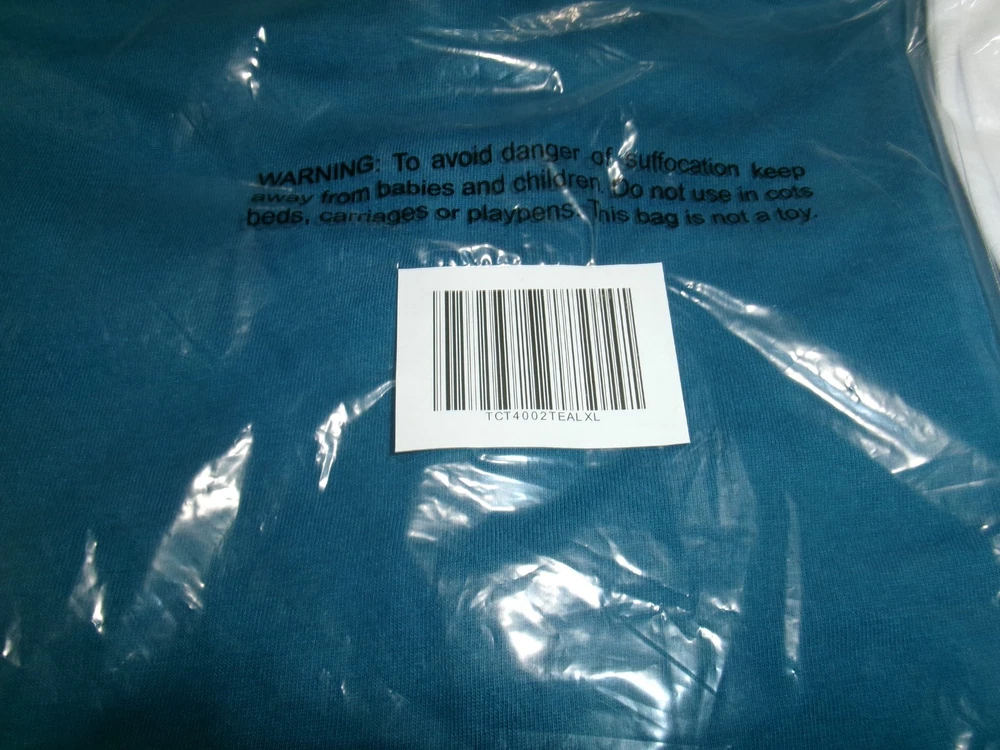 WARNING: To avoid danger of suffocation keep
away from babies and children. Do not use in cots
beds, carriages or playpens. This bag is not a toy.
TCT4002TEALXL